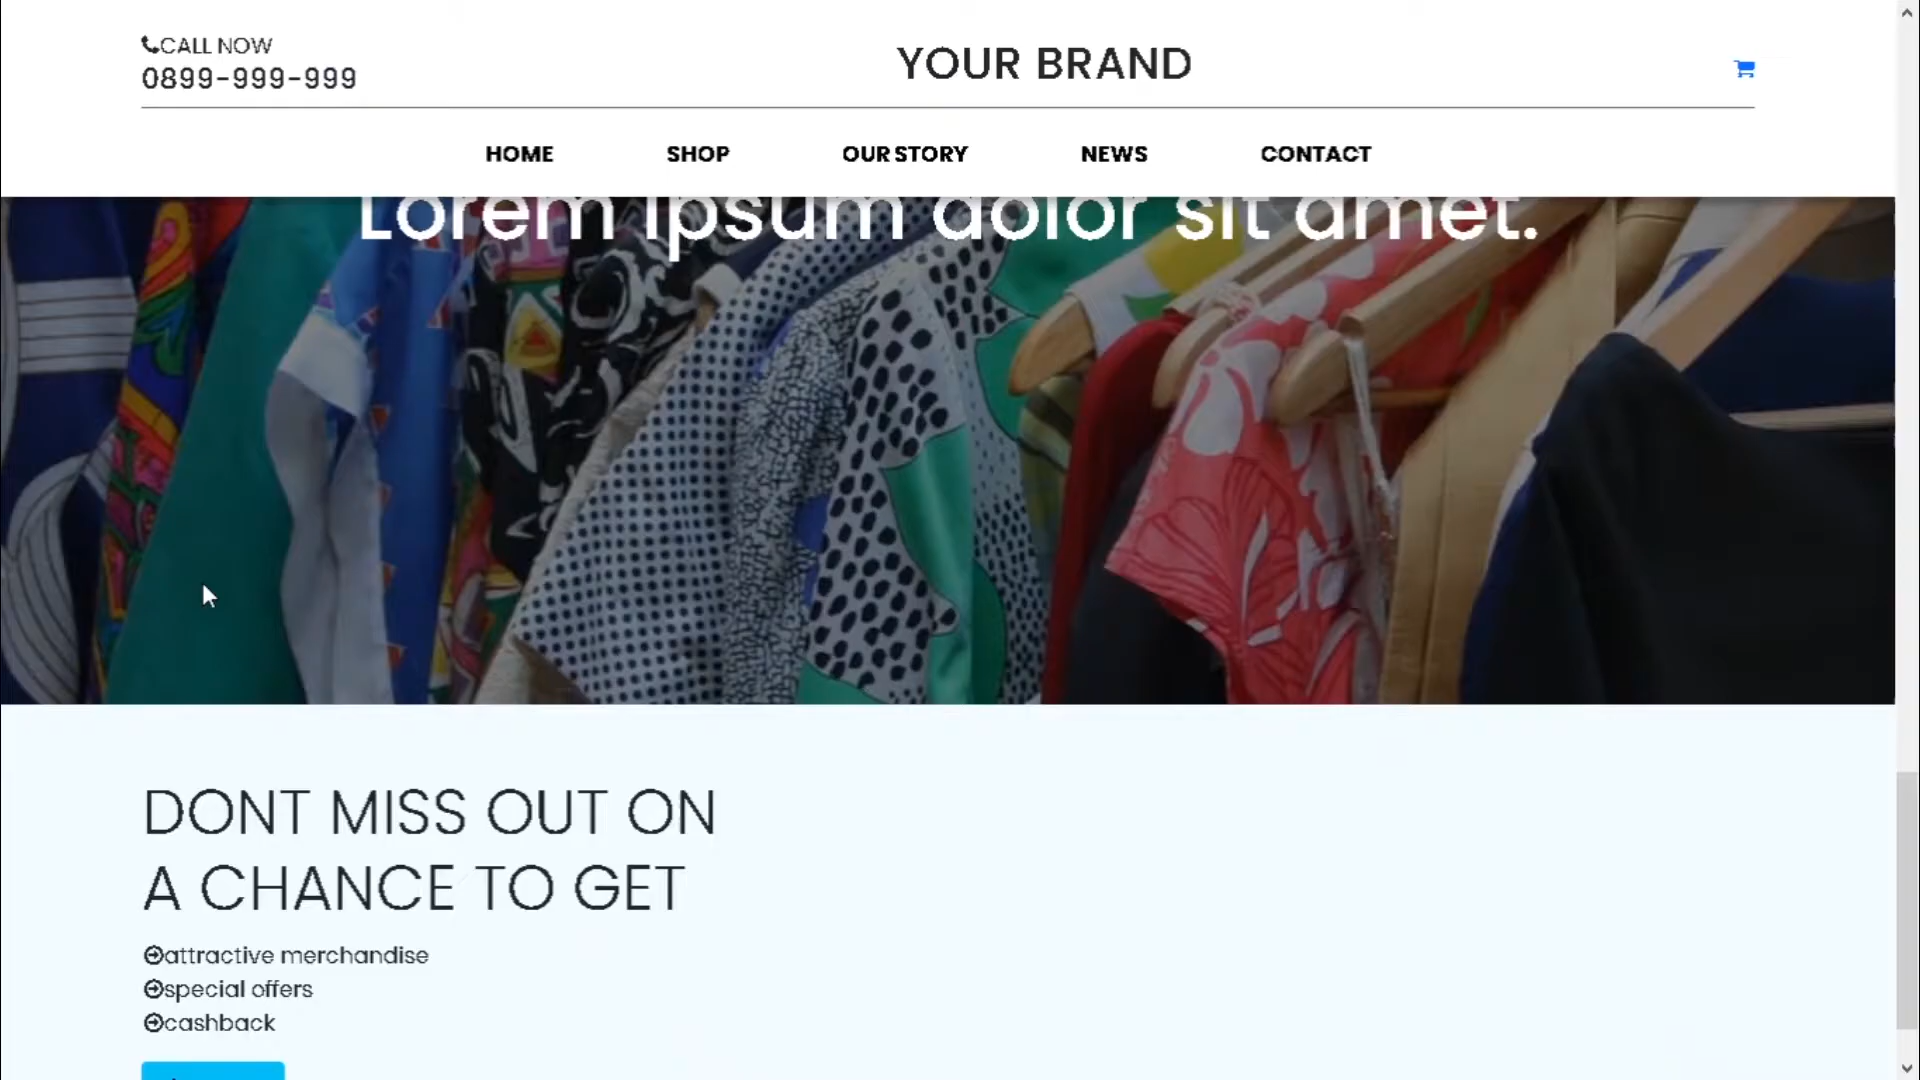 CALL NOW
0899-999-999
YOUR BRAND
HOME SHOP OUR STORY NEWS CONTACT
Lorem ipsum dolor sit amet.
DONT MISS OUT ON
A CHANCE TO GET
attractive merchandise
special offers
cashback